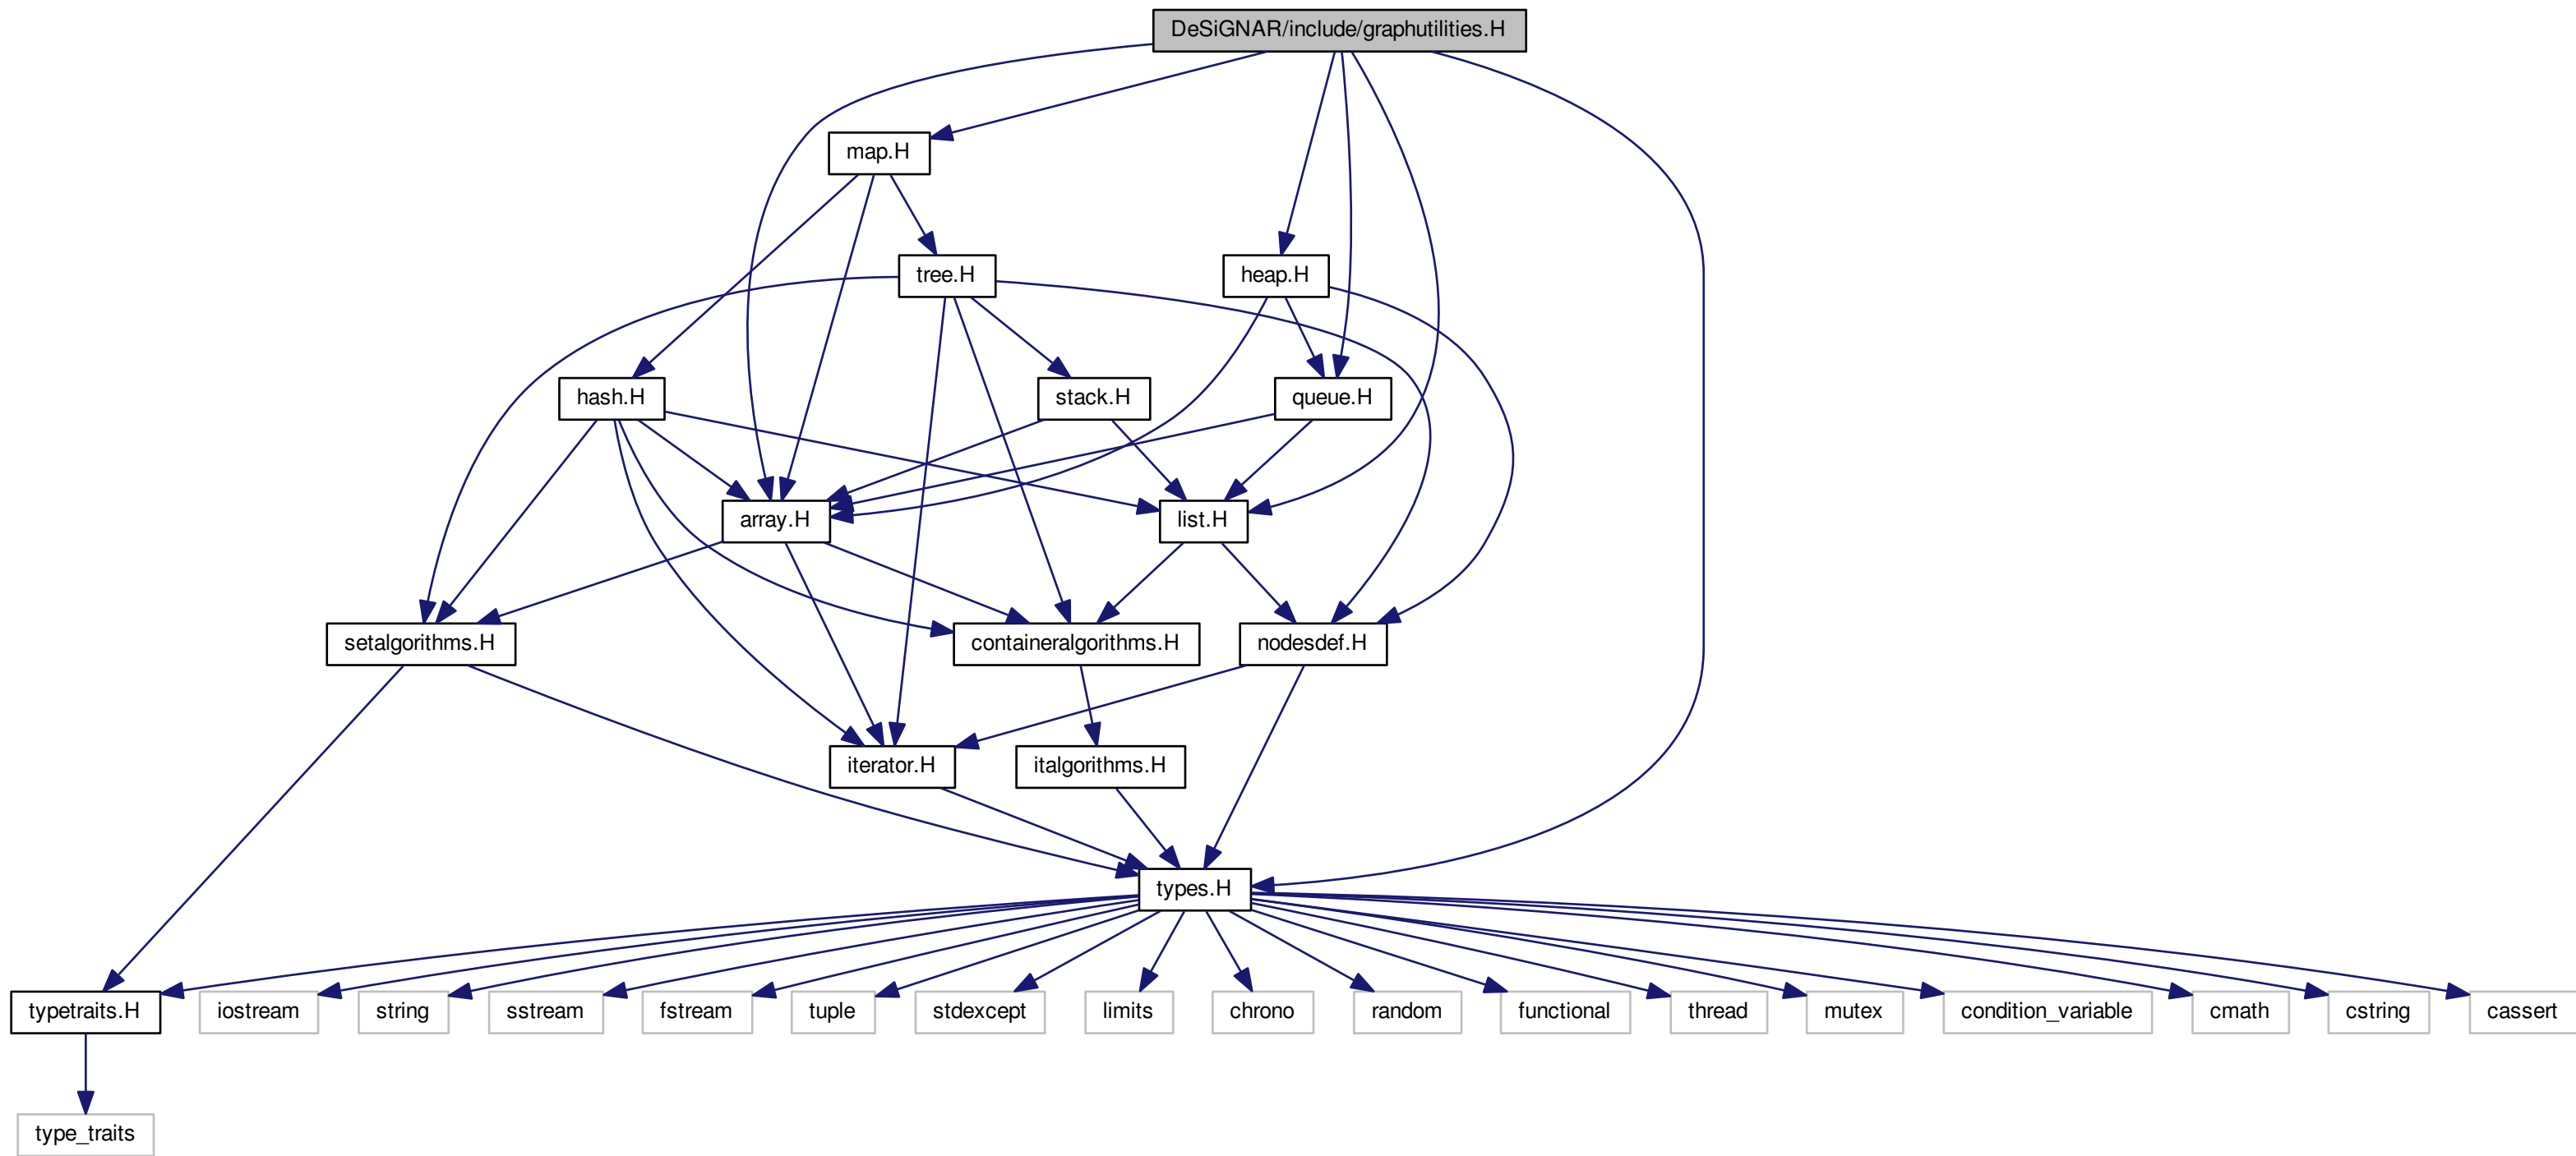 DeSiGNAR/include/graphutilities.H
map.H
tree.H
heap.H
hash.H
stack.H
queue.H
array.H
list.H
setalgorithms.H
containeralgorithms.H
nodesdef.H
iterator.H
italgorithms.H
types.H
typetraits.H
iostream
string
sstream
fstream
tuple
stdexcept
limits
chrono
random
functional
thread
mutex
condition_variable
cmath
cstring
cassert
type_traits